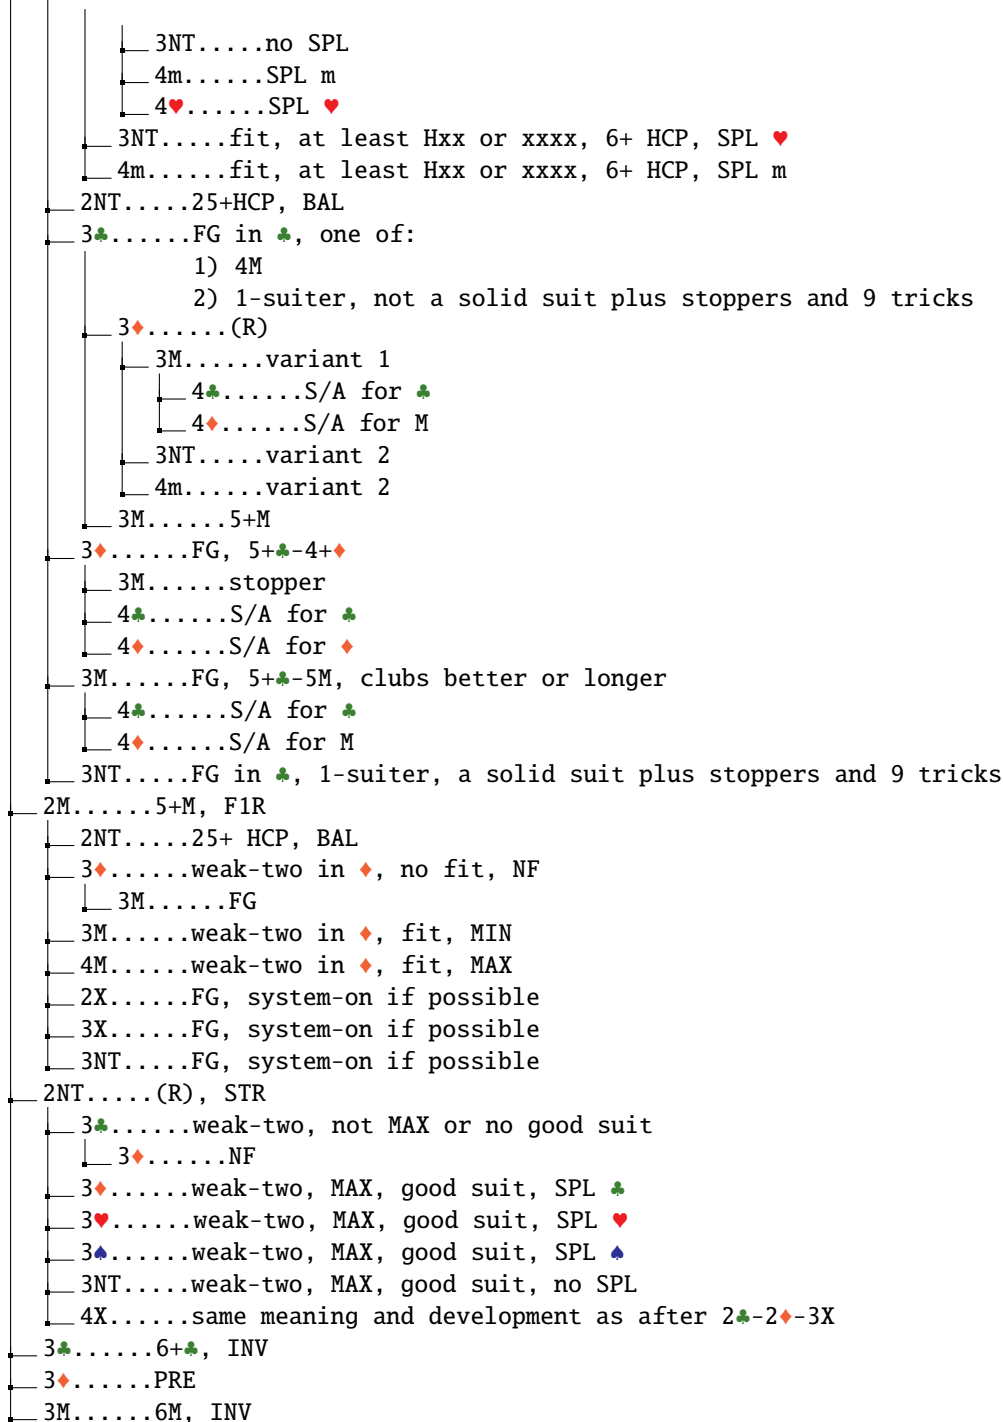 3NT.....no SPL
4m......SPL m
4♥......SPL ♥
3NT.....fit, at least Hxx or xxxx, 6+ HCP, SPL ♥
4m......fit, at least Hxx or xxxx, 6+ HCP, SPL m
2NT.....25+HCP, BAL
3♣......FG in ♣, one of:
1) 4M
2) 1-suiter, not a solid suit plus stoppers and 9 tricks
3♦......(R)
3M......variant 1
4♣......S/A for ♣
4♦......S/A for M
3NT.....variant 2
4m......variant 2
3M......5+M
3♦......FG, 5+♣-4+♦
3M......stopper
4♣......S/A for ♣
4♦......S/A for ♦
3M......FG, 5+♣-5M, clubs better or longer
4♣......S/A for ♣
4♦......S/A for M
3NT.....FG in ♣, 1-suiter, a solid suit plus stoppers and 9 tricks
2M......5+M, F1R
2NT.....25+ HCP, BAL
3♦......weak-two in ♦, no fit, NF
3M......FG
3M......weak-two in ♦, fit, MIN
4M......weak-two in ♦, fit, MAX
2X......FG, system-on if possible
3X......FG, system-on if possible
3NT.....FG, system-on if possible
2NT.....(R), STR
3♣......weak-two, not MAX or no good suit
3♦......NF
3♦......weak-two, MAX, good suit, SPL ♣
3♥......weak-two, MAX, good suit, SPL ♥
3♠......weak-two, MAX, good suit, SPL ♠
3NT.....weak-two, MAX, good suit, no SPL
4X......same meaning and development as after 2♣-2♦-3X
3♣......6+♣, INV
3♦......PRE
3M......6M, INV